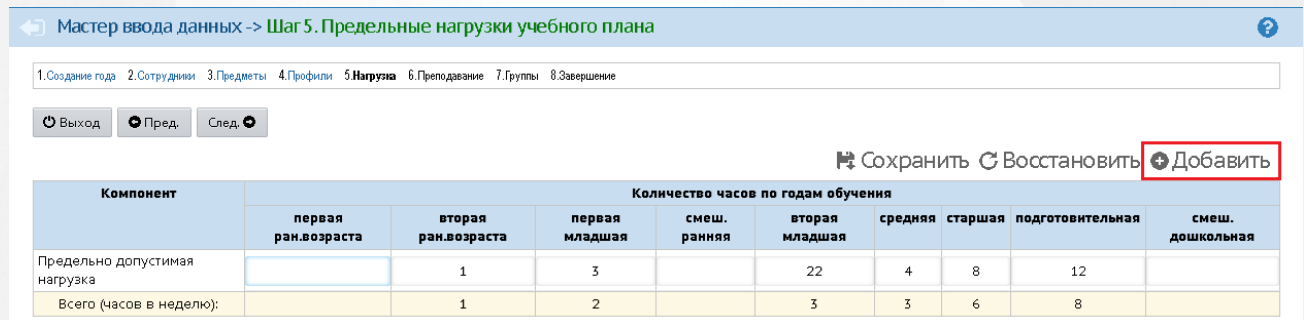 Мастер ввода данных -> Шаг 5. Предельные нагрузки учебного плана
1.Создание года 2.Сотрудники 3.Предметы 4.Профили 5.Нагрузка 6.Преподавание 7.Группы 8.Завершение
Выход Пред. След.
Сохранить Восстановить Добавить
Компонент Количество часов по годам обучения
первая вторая первая смеш. вторая средняя старшая подготовительная смеш.
ран.возраста ран.возраста младшая ранняя младшая дошкольная
Предельно допустимая
нагрузка 1 3 22 4 8 12
Всего (часов в неделю): 1 2 3 3 6 8